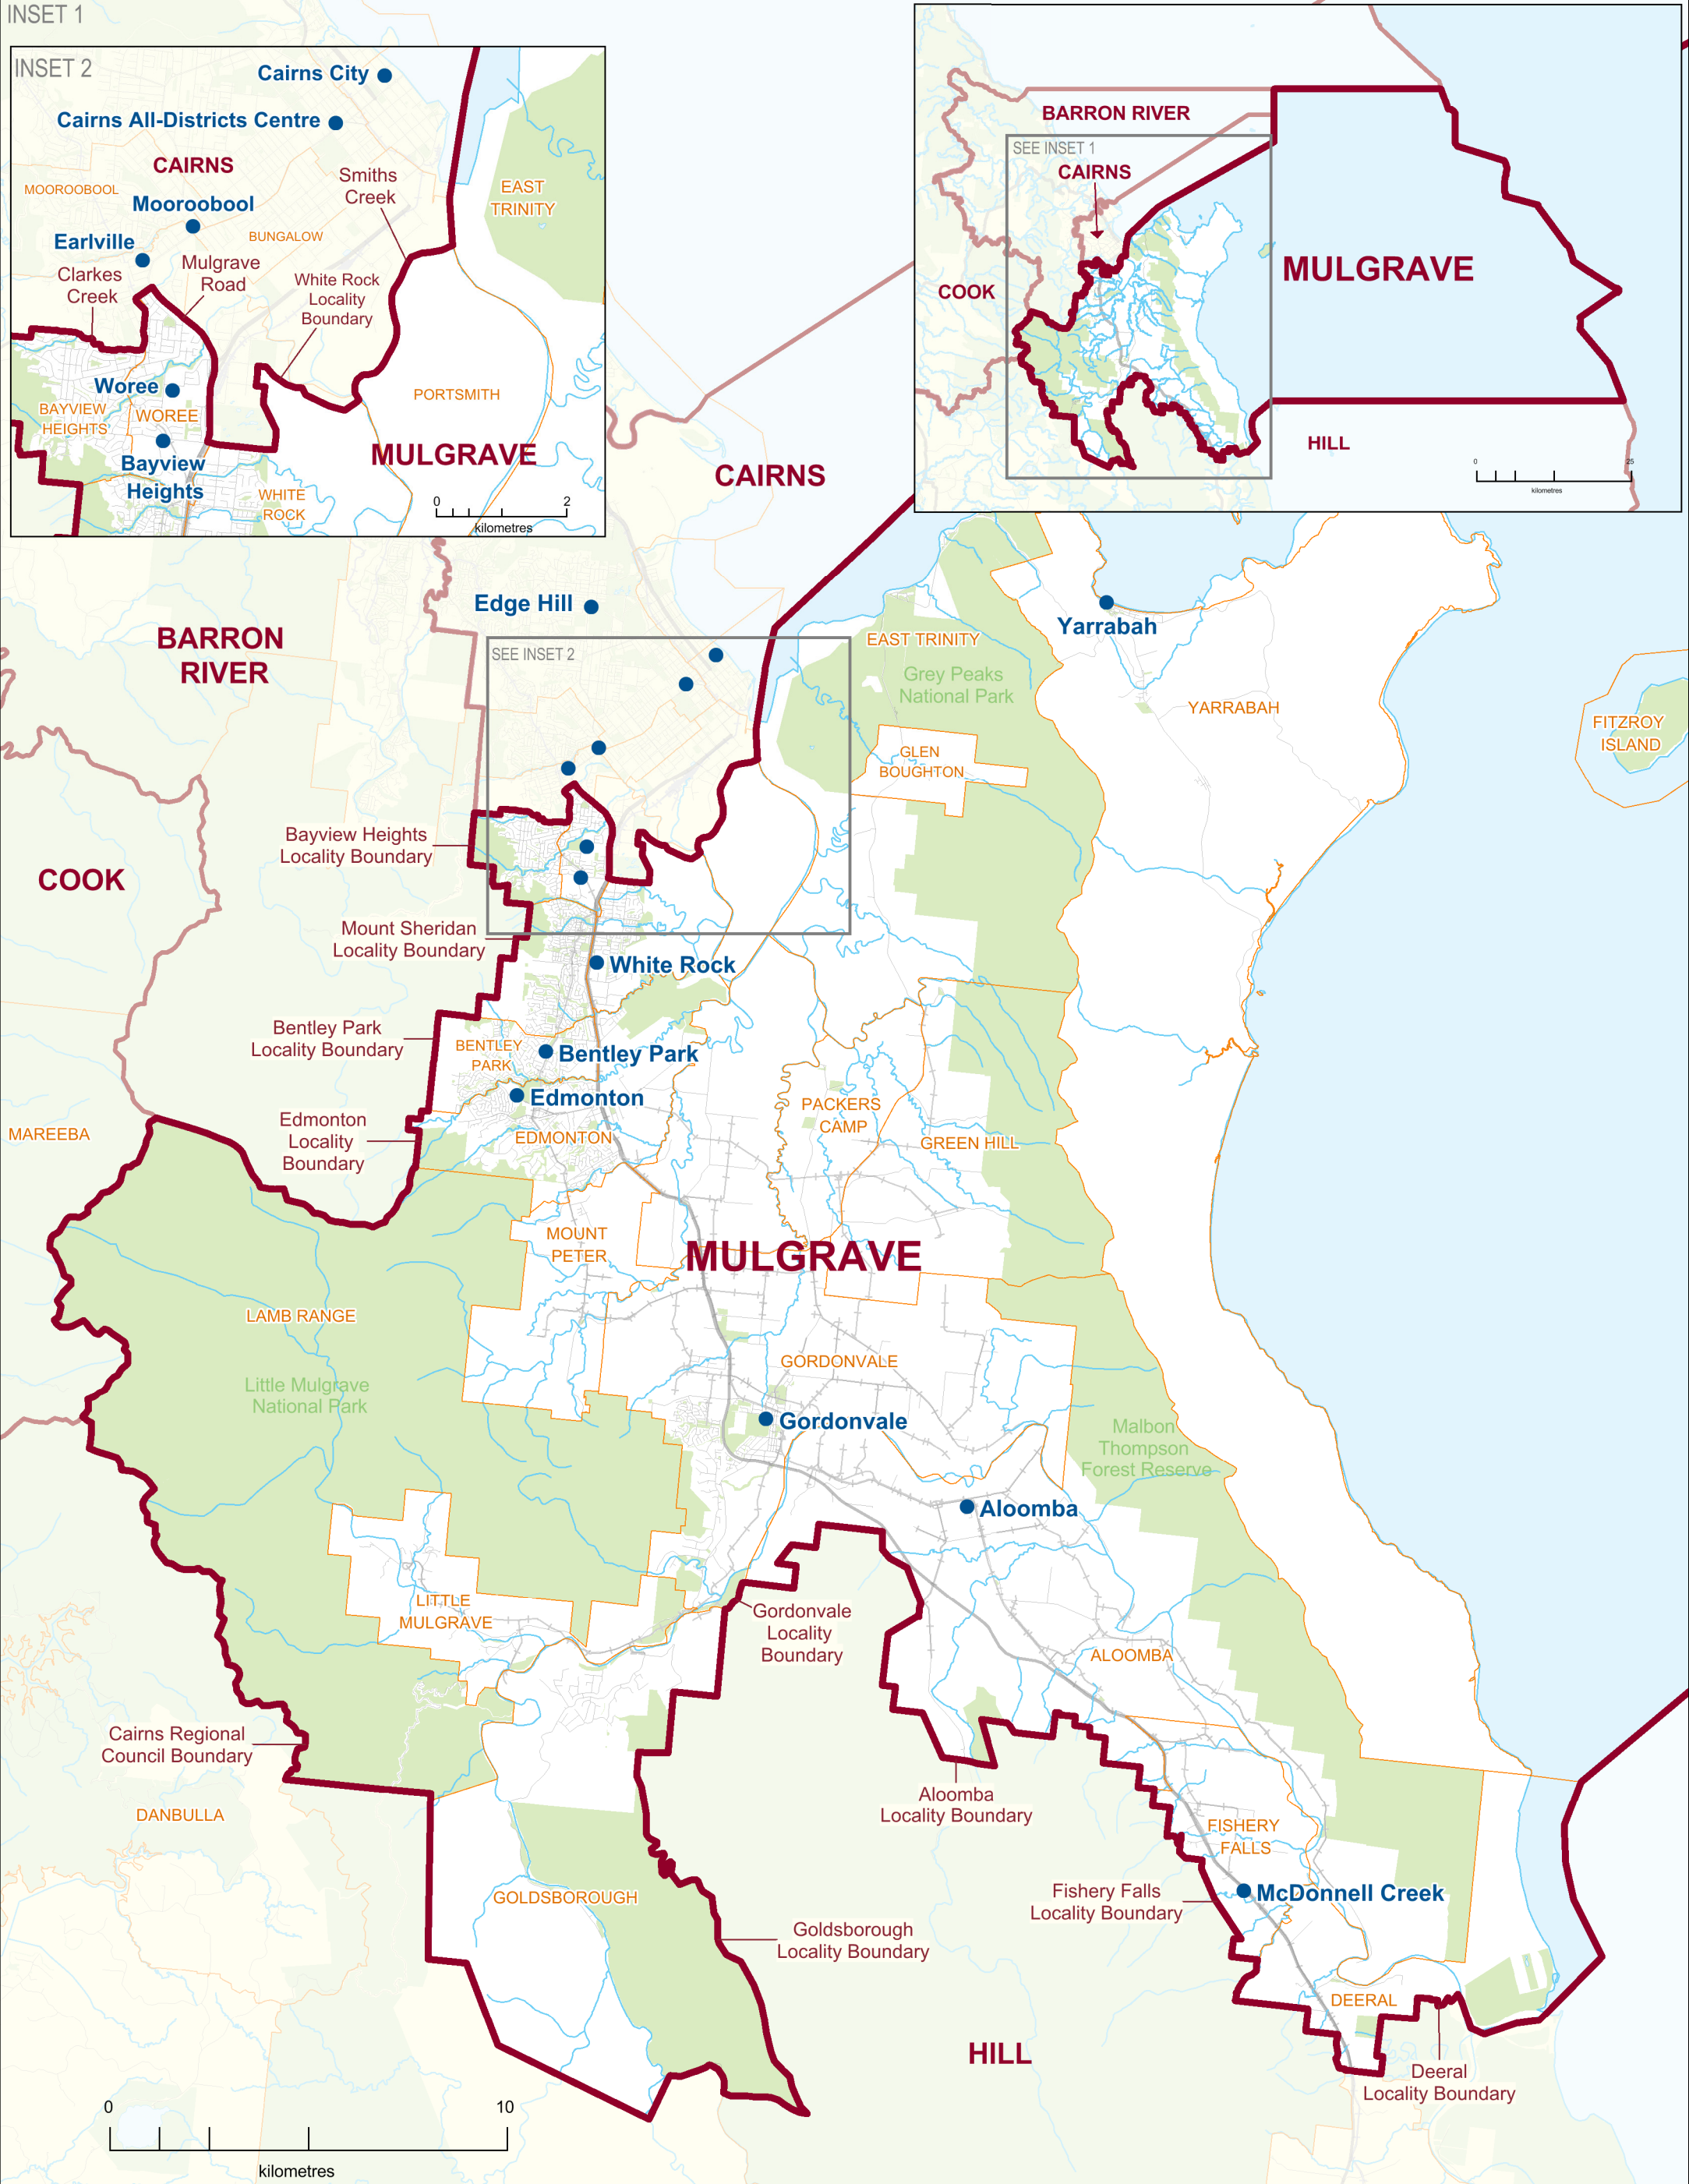 INSET 1
INSET 2
Cairns City
Cairns All-Districts Centre
CAIRNS
MOOROOBOOL
Mooroobool
Smiths
Creek
EAST
TRINITY
BUNGALOW
Earlville
Clarkes
Creek
Mulgrave
Road
White Rock
Locality
Boundary
Woree
BAYVIEW
HEIGHTS
WOREE
PORTSMITH
Bayview
Heights
MULGRAVE
WHITE
ROCK
0
2
kilometres
BARRON RIVER
SEE INSET 1
CAIRNS
COOK
MULGRAVE
HILL
0
25
kilometres
CAIRNS
Edge Hill
BARRON
RIVER
SEE INSET 2
Yarrabah
EAST TRINITY
Grey Peaks
National Park
YARRABAH
FITZROY
ISLAND
GLEN
BOUGHTON
Bayview Heights
Locality Boundary
COOK
Mount Sheridan
Locality Boundary
White Rock
Bentley Park
Locality Boundary
BENTLEY
PARK
Bentley Park
Edmonton
PACKERS
CAMP
MAREEBA
Edmonton
Locality
Boundary
EDMONTON
GREEN HILL
MOUNT
PETER
MULGRAVE
LAMB RANGE
Little Mulgrave
National Park
GORDONVALE
Gordonvale
Malbon
Thompson
Forest Reserve
Aloomba
LITTLE
MULGRAVE
Gordonvale
Locality
Boundary
ALOOMBA
Cairns Regional
Council Boundary
Aloomba
Locality Boundary
DANBULLA
FISHERY
FALLS
GOLDSBOROUGH
Fishery Falls
Locality Boundary
McDonnell Creek
Goldsborough
Locality Boundary
DEERAL
HILL
Deeral
Locality Boundary
0
10
kilometres